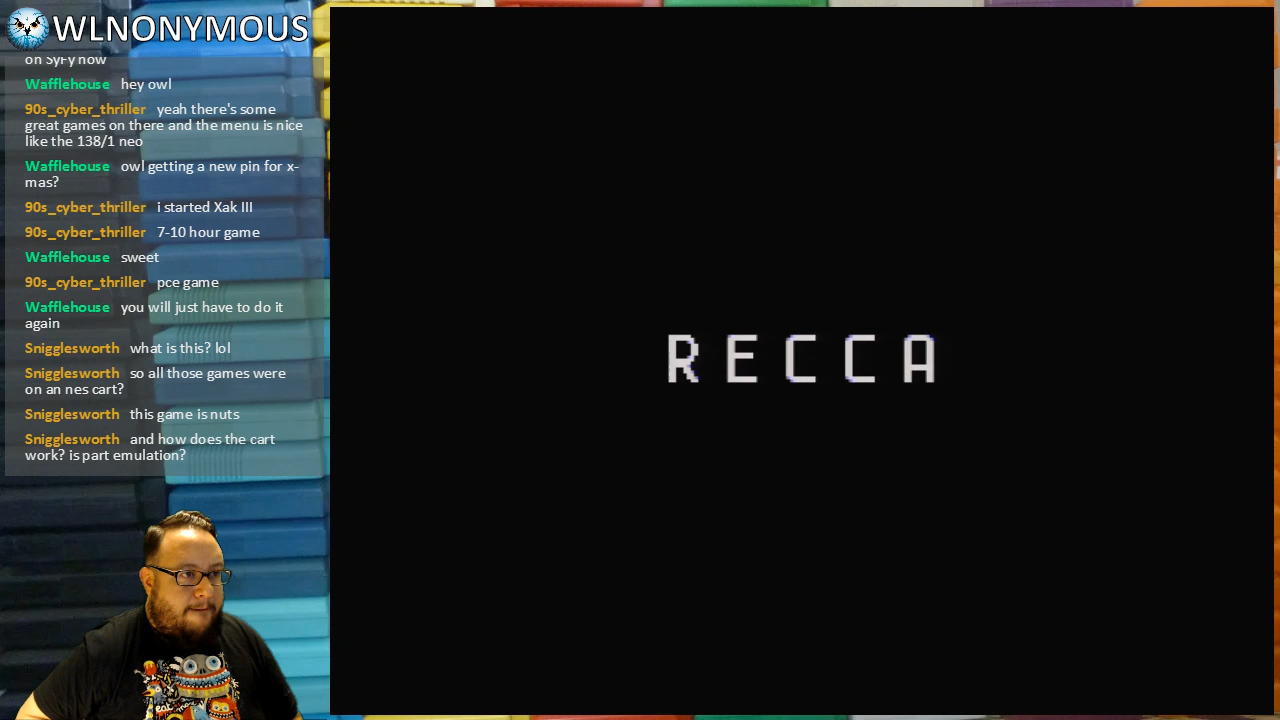 WLNONYMOUS
on SyFy now
Wafflehouse hey owl
90s_cyber_thriller yeah there's some
great games on there and the menu is nice
like the 138/1 neo
Wafflehouse owl getting a new pin for x-
mas?
90s_cyber_thriller i started Xak III
90s_cyber_thriller 7-10 hour game
Wafflehouse sweet
90s_cyber_thriller pce game
Wafflehouse you will just have to do it
again
Snigglesworth what is this? lol
Snigglesworth so all those games were
on an nes cart?
Snigglesworth this game is nuts
Snigglesworth and how does the cart
work? is part emulation?
RECCA